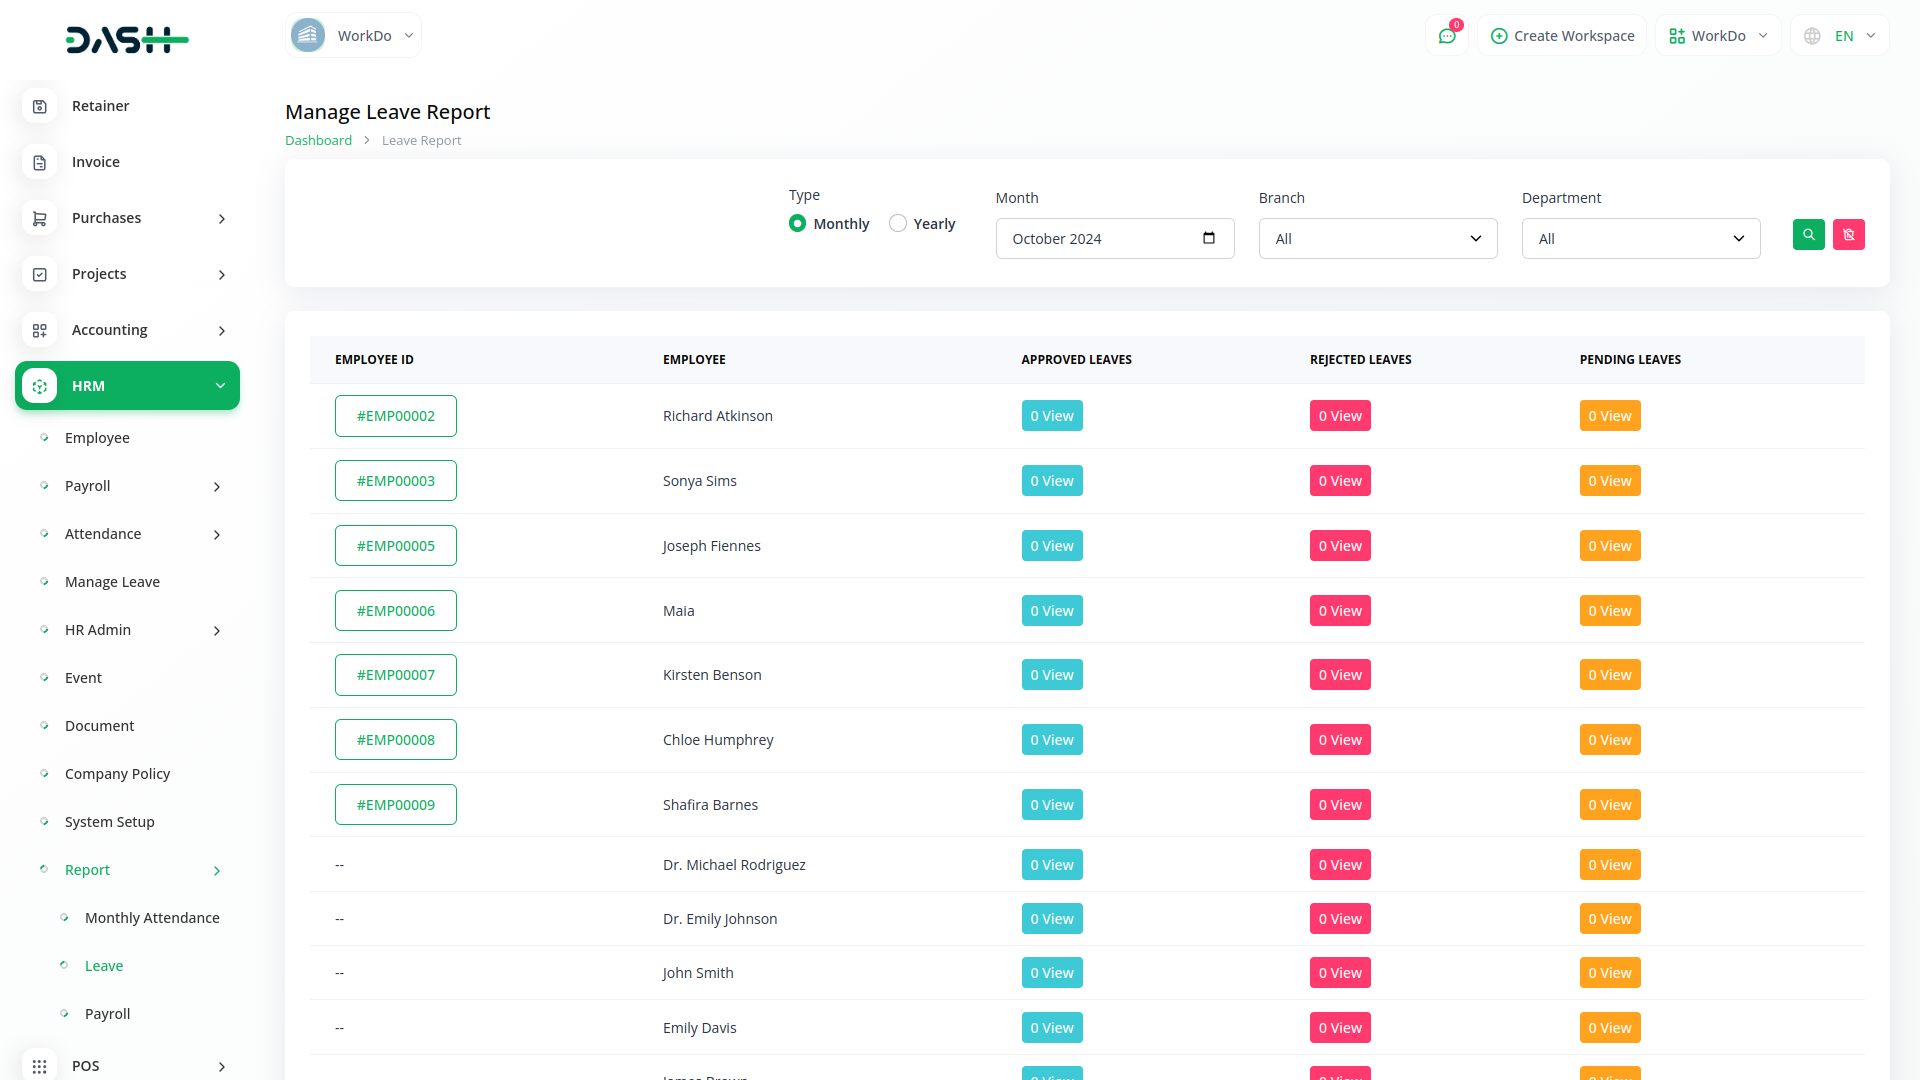 DASH
WorkDo
0
Create Workspace
WorkDo
EN
Retainer
Invoice
Purchases
Projects
Accounting
HRM
Employee
Payroll
Attendance
Manage Leave
HR Admin
Event
Document
Company Policy
System Setup
Report
Monthly Attendance
Leave
Payroll
POS
Manage Leave Report
Dashboard > Leave Report
Type
Monthly Yearly
Month
October 2024
Branch
All
Department
All
EMPLOYEE ID EMPLOYEE APPROVED LEAVES REJECTED LEAVES PENDING LEAVES
#EMP00002 Richard Atkinson 0 View 0 View 0 View
#EMP00003 Sonya Sims 0 View 0 View 0 View
#EMP00005 Joseph Fiennes 0 View 0 View 0 View
#EMP00006 Maia 0 View 0 View 0 View
#EMP00007 Kirsten Benson 0 View 0 View 0 View
#EMP00008 Chloe Humphrey 0 View 0 View 0 View
#EMP00009 Shafira Barnes 0 View 0 View 0 View
-- Dr. Michael Rodriguez 0 View 0 View 0 View
-- Dr. Emily Johnson 0 View 0 View 0 View
-- John Smith 0 View 0 View 0 View
-- Emily Davis 0 View 0 View 0 View